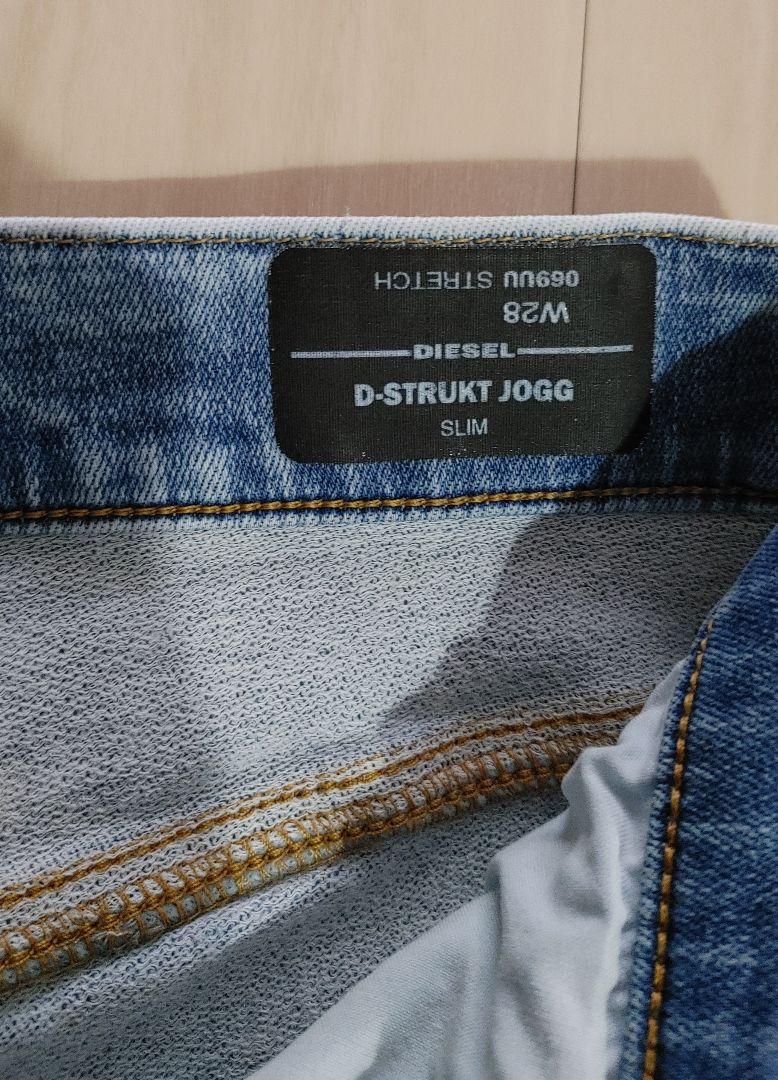 069UU STRETCH
W28
DIESEL
D-STRUKT JOGG
SLIM